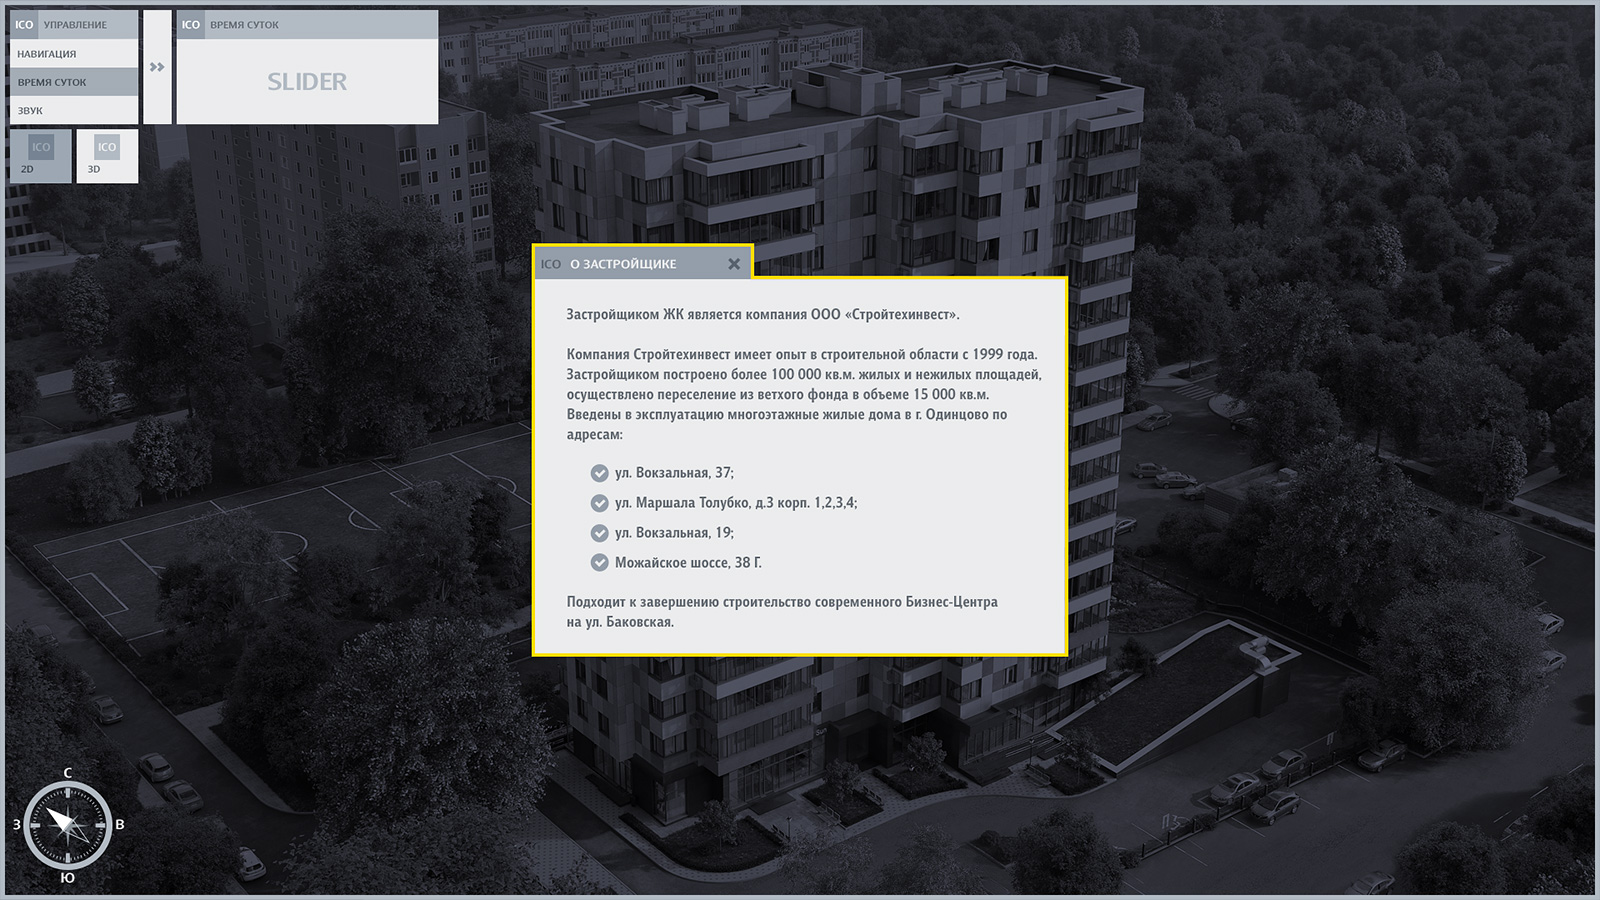 ICO УПРАВЛЕНИЕ
НАВИГАЦИЯ
ВРЕМЯ СУТОК
ЗВУК
ICO
2D
ICO
3D
ICO ВРЕМЯ СУТОК
SLIDER
ICO О ЗАСТРОЙЩИКЕ
Застройщиком ЖК является компания ООО «Стройтехинвест».
Компания Стройтехинвест имеет опыт в строительной области с 1999 года.
Застройщиком построено более 100 000 кв.м. жилых и нежилых площадей,
осуществлено переселение из ветхого фонда в объеме 15 000 кв.м.
Введены в эксплуатацию многоэтажные жилые дома в г. Одинцово по
адресам:
ул. Вокзальная, 37;
ул. Маршала Толубко, д.3 корп. 1,2,3,4;
ул. Вокзальная, 19;
Можайское шоссе, 38 Г.
Подходит к завершению строительство современного Бизнес-Центра
на ул. Баковская.
С
З
В
Ю